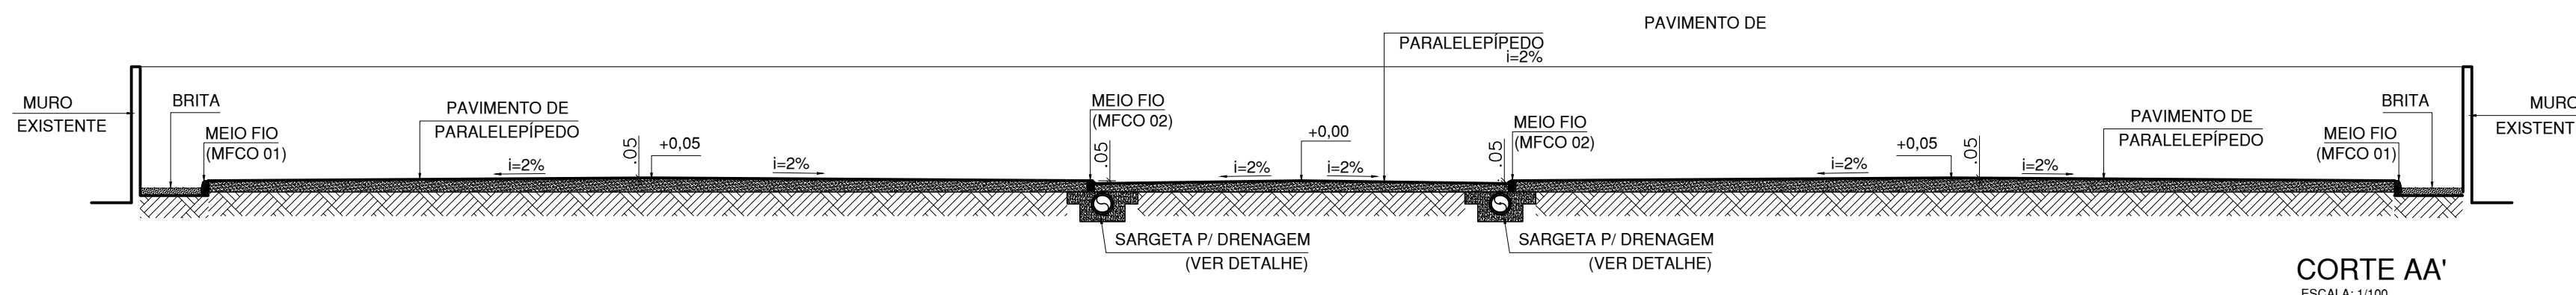 PAVIMENTO DE
PARALELEPÍPEDO
i=2%
MURO
EXISTENTE
BRITA
MEIO FIO
(MFCO 01)
PAVIMENTO DE
PARALELEPÍPEDO
i=2%
.05
+0,05
i=2%
MEIO FIO
(MFCO 02)
.05
i=2%
+0,00
i=2%
.05
MEIO FIO
(MFCO 02)
i=2%
+0,05
.05
i=2%
PAVIMENTO DE
PARALELEPÍPEDO
MEIO FIO
(MFCO 01)
BRITA
MURO
EXISTENT
SARGETA P/ DRENAGEM
(VER DETALHE)
SARGETA P/ DRENAGEM
(VER DETALHE)
CORTE AA'
ESCALA: 1/100